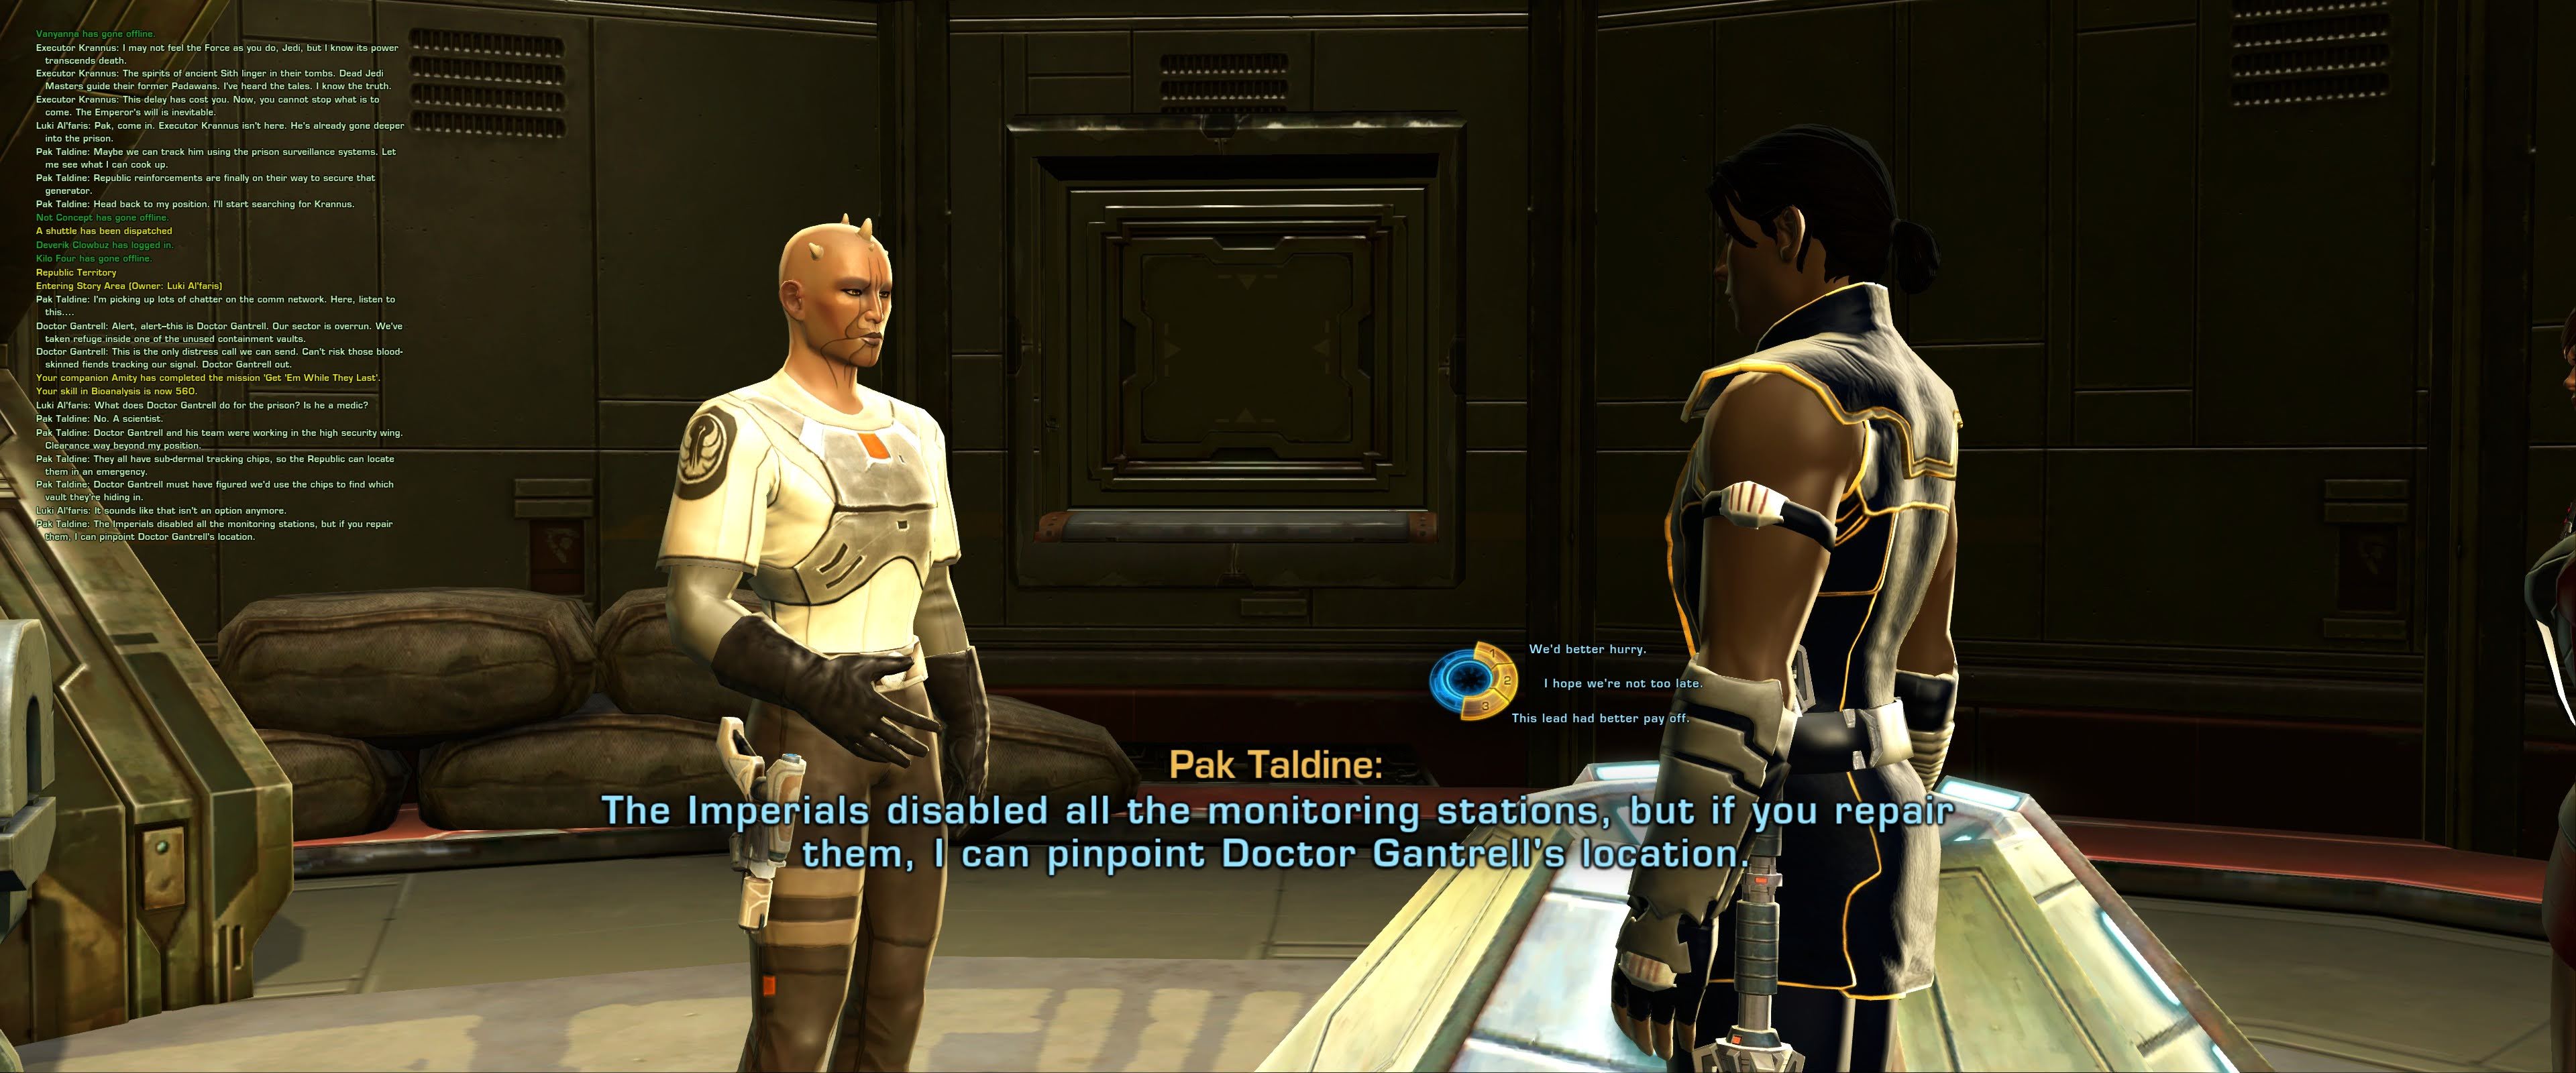 Vanyanna has gone offline.
Executor Krannus: I may not feel the Force as you do, Jedi, but I know its power
transcends death.
Executor Krannus: The spirits of ancient Sith linger in their tombs. Dead Jedi
Masters guide their former Padawans. I've heard the tales. I know the truth.
Executor Krannus: This delay has cost you. Now, you cannot stop what is to
come. The Emperor's will is inevitable.
Luki Al'faris: Pak, come in. Executor Krannus isn't here. He's already gone deeper
into the prison.
Pak Taldine: Maybe we can track him using the prison surveillance systems. Let
me see what I can cook up.
Pak Taldine: Republic reinforcements are finally on their way to secure that
generator.
Pak Taldine: Head back to my position. I'll start searching for Krannus.
Not Concept has gone offline.
A shuttle has been dispatched
Deverik Clowbuz has logged in.
Kilo Four has gone offline.
Republic Territory
Entering Story Area (Owner: Luki Al'faris)
Pak Taldine: I'm picking up lots of chatter on the comm network. Here, listen to
this....
Doctor Gantrell: Alert, alert–this is Doctor Gantrell. Our sector is overrun. We've
taken refuge inside one of the unused containment vaults.
Doctor Gantrell: This is the only distress call we can send. Can't risk those blood-
skinned fiends tracking our signal. Doctor Gantrell out.
Your companion Amity has completed the mission 'Get 'Em While They Last'.
Your skill in Bioanalysis is now 560.
Luki Al'faris: What does Doctor Gantrell do for the prison? Is he a medic?
Pak Taldine: No. A scientist.
Pak Taldine: Doctor Gantrell and his team were working in the high security wing.
Clearance way beyond my position.
Pak Taldine: They all have sub-dermal tracking chips, so the Republic can locate
them in an emergency.
Pak Taldine: Doctor Gantrell must have figured we'd use the chips to find which
vault they're hiding in.
Luki Al'faris: It sounds like that isn't an option anymore.
Pak Taldine: The Imperials disabled all the monitoring stations, but if you repair
them, I can pinpoint Doctor Gantrell's location.
1 We'd better hurry.
2 I hope we're not too late.
3 This lead had better pay off.
Pak Taldine:
The Imperials disabled all the monitoring stations, but if you repair
them, I can pinpoint Doctor Gantrell's location.